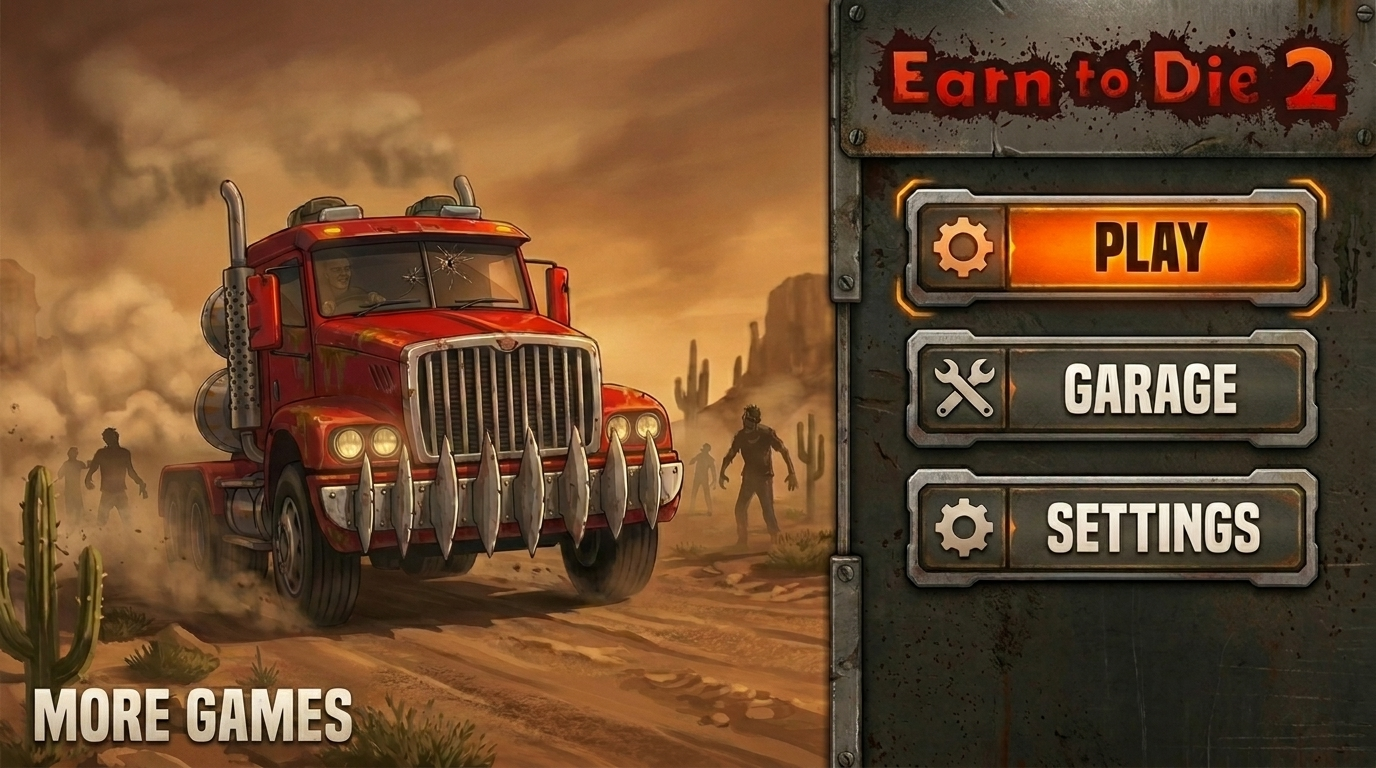 Earn to Die 2
PLAY
GARAGE
SETTINGS
MORE GAMES